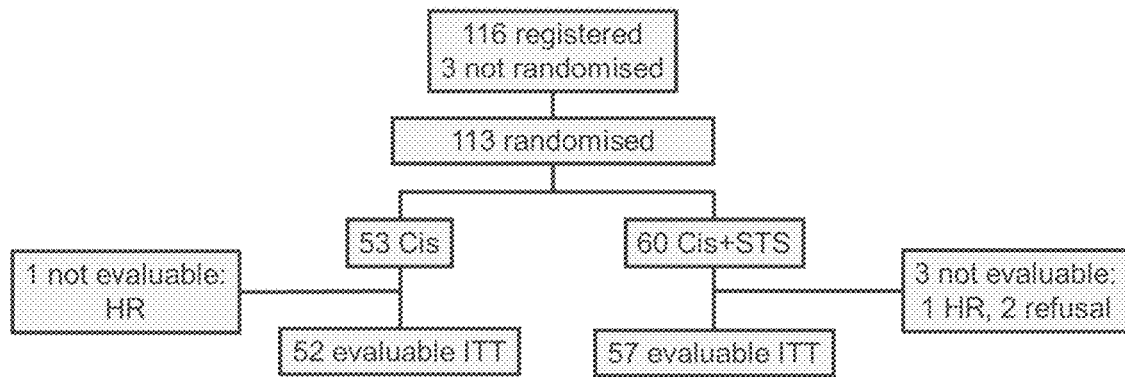 116 registered
3 not randomised
113 randomised
53 Cis
60 Cis+STS
1 not evaluable:
HR
3 not evaluable:
1 HR, 2 refusal
52 evaluable ITT
57 evaluable ITT